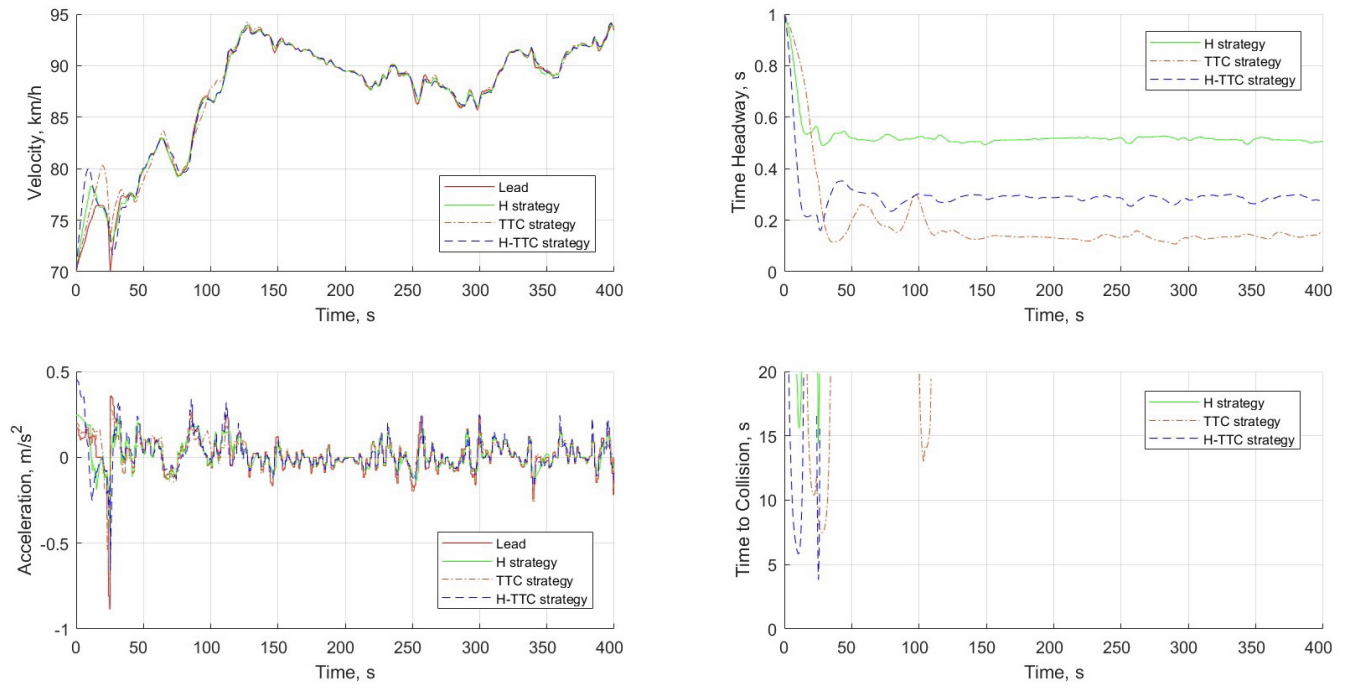 95
90
85
80
75
70
Velocity, km/h
0 50 100 150 200 250 300 350 400
Time, s
Lead
H strategy
TTC strategy
H-TTC strategy
1
0.8
0.6
0.4
0.2
0
Time Headway, s
0 50 100 150 200 250 300 350 400
Time, s
H strategy
TTC strategy
H-TTC strategy
0.5
0
-0.5
-1
Acceleration, m/s²
0 50 100 150 200 250 300 350 400
Time, s
Lead
H strategy
TTC strategy
H-TTC strategy
20
15
10
5
0
Time to Collision, s
0 50 100 150 200 250 300 350 400
Time, s
H strategy
TTC strategy
H-TTC strategy